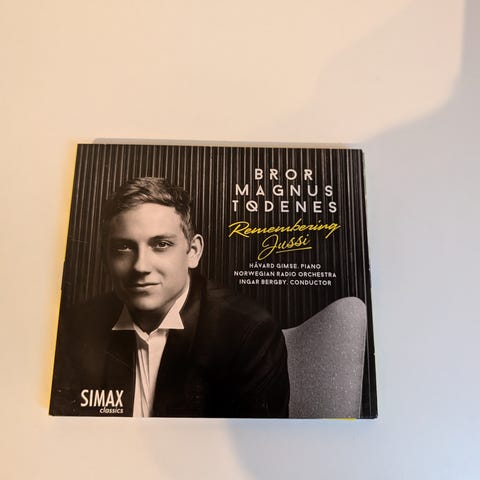 BROR
MAGNUS
TØDENES
Remembering
Jussi
HÅVARD GIMSE, PIANO
NORWEGIAN RADIO ORCHESTRA
INGAR BERGBY, CONDUCTOR
SIMAX
classics